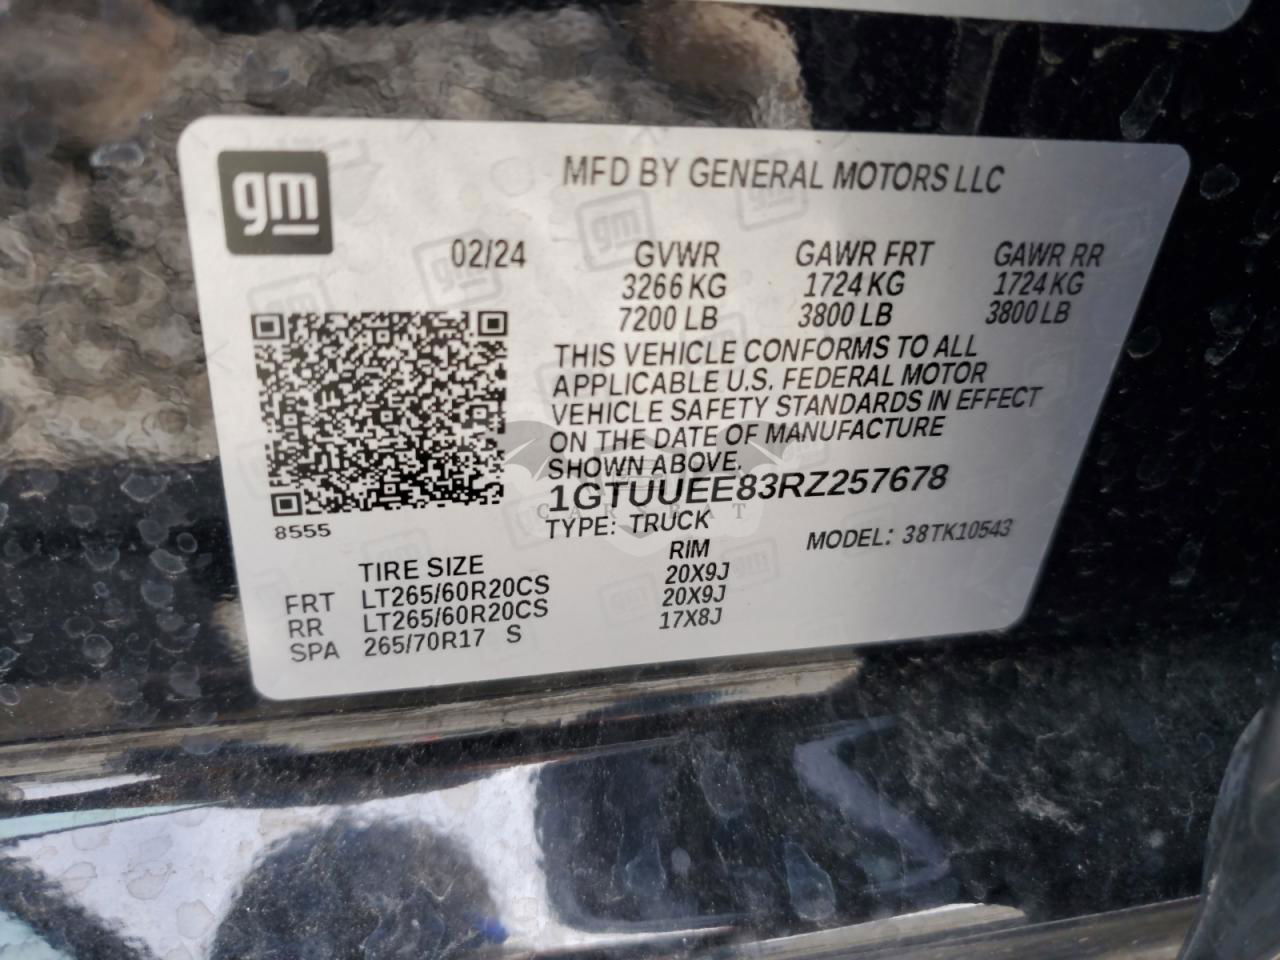 gm
MFD BY GENERAL MOTORS LLC
02/24 GVWR GAWR FRT GAWR RR
3266 KG 1724 KG 1724 KG
7200 LB 3800 LB 3800 LB
THIS VEHICLE CONFORMS TO ALL
APPLICABLE U.S. FEDERAL MOTOR
VEHICLE SAFETY STANDARDS IN EFFECT
ON THE DATE OF MANUFACTURE
SHOWN ABOVE.
1GTUUEE83RZ257678
8555
TYPE: TRUCK MODEL: 38TK10543
TIRE SIZE RIM
FRT LT265/60R20CS 20X9J
RR LT265/60R20CS 20X9J
SPA 265/70R17 S 17X8J